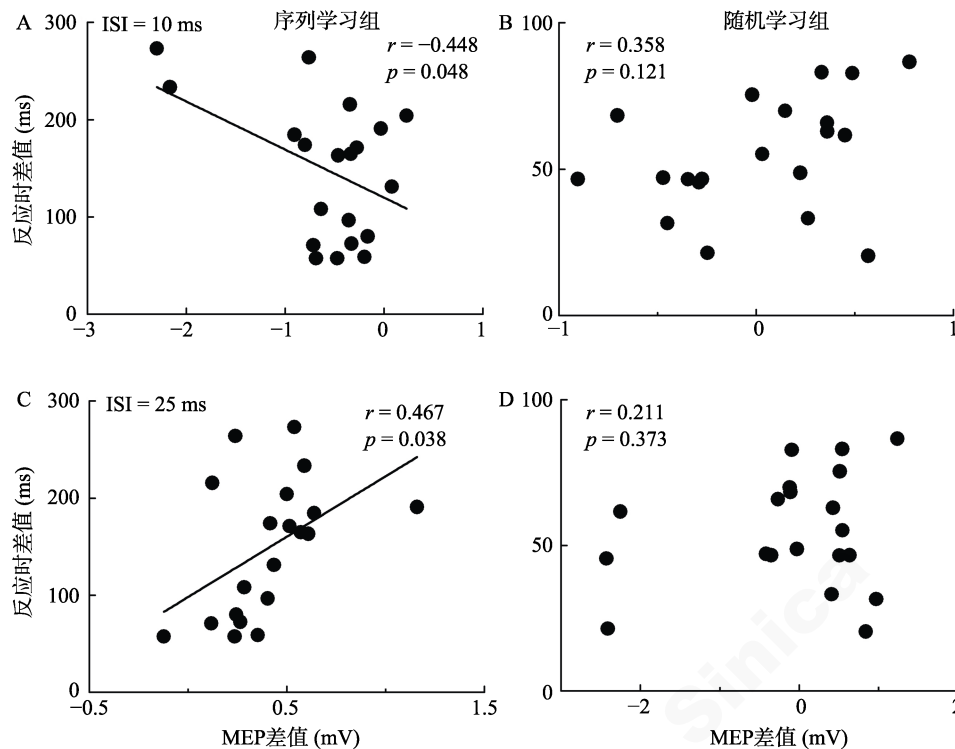 A
ISI = 10 ms
序列学习组
r = −0.448
p = 0.048
300
200
100
0
反应时差值 (ms)
−3
−2
−1
0
1
B
随机学习组
r = 0.358
p = 0.121
100
50
0
−1
0
1
C
ISI = 25 ms
r = 0.467
p = 0.038
300
200
100
0
反应时差值 (ms)
−0.5
0.5
1.5
MEP差值 (mV)
D
r = 0.211
p = 0.373
100
50
0
−2
0
2
MEP差值 (mV)
Sinica